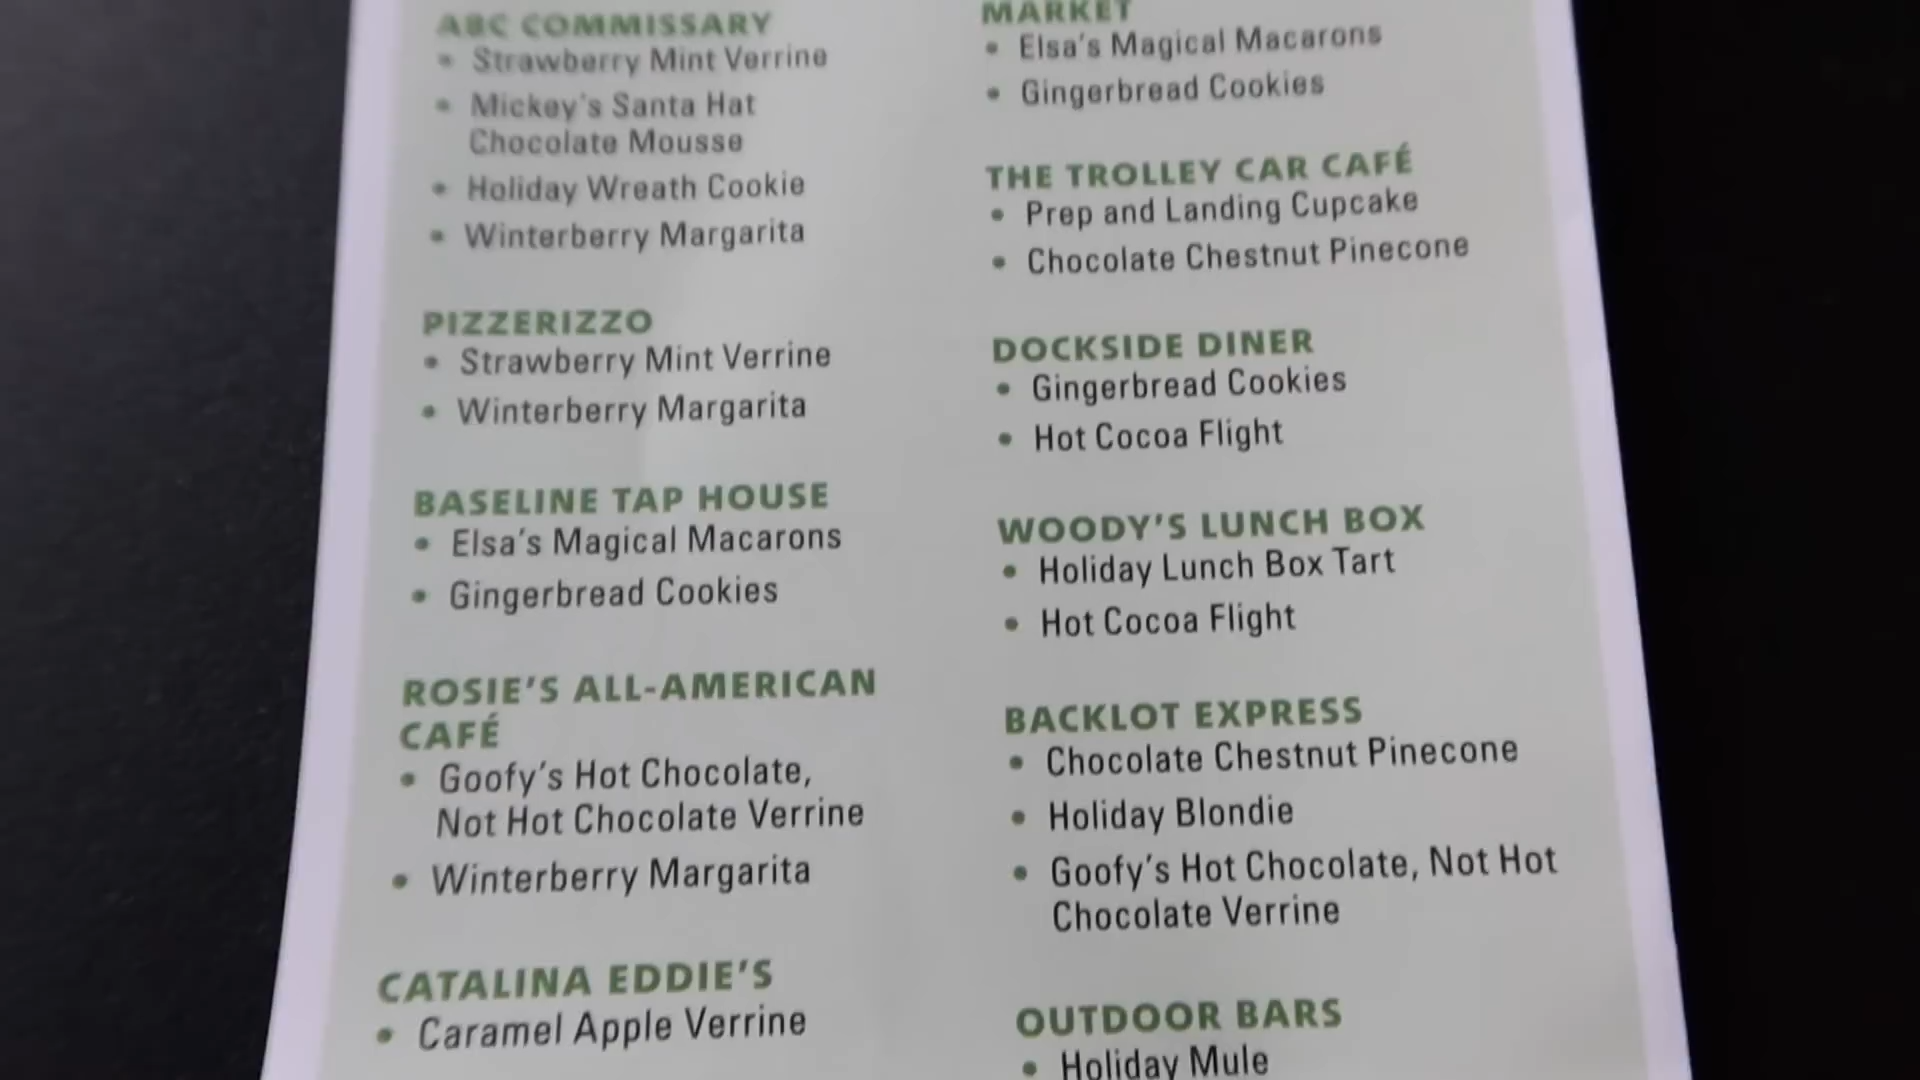 ABC COMMISSARY
• Strawberry Mint Verrine
• Mickey's Santa Hat
Chocolate Mousse
• Holiday Wreath Cookie
• Winterberry Margarita
PIZZERIZZO
• Strawberry Mint Verrine
• Winterberry Margarita
BASELINE TAP HOUSE
• Elsa's Magical Macarons
• Gingerbread Cookies
ROSIE'S ALL-AMERICAN
CAFÉ
• Goofy's Hot Chocolate,
Not Hot Chocolate Verrine
• Winterberry Margarita
CATALINA EDDIE'S
• Caramel Apple Verrine
MARKET
• Elsa's Magical Macarons
• Gingerbread Cookies
THE TROLLEY CAR CAFÉ
• Prep and Landing Cupcake
• Chocolate Chestnut Pinecone
DOCKSIDE DINER
• Gingerbread Cookies
• Hot Cocoa Flight
WOODY'S LUNCH BOX
• Holiday Lunch Box Tart
• Hot Cocoa Flight
BACKLOT EXPRESS
• Chocolate Chestnut Pinecone
• Holiday Blondie
• Goofy's Hot Chocolate, Not Hot
Chocolate Verrine
OUTDOOR BARS
• Holiday Mule